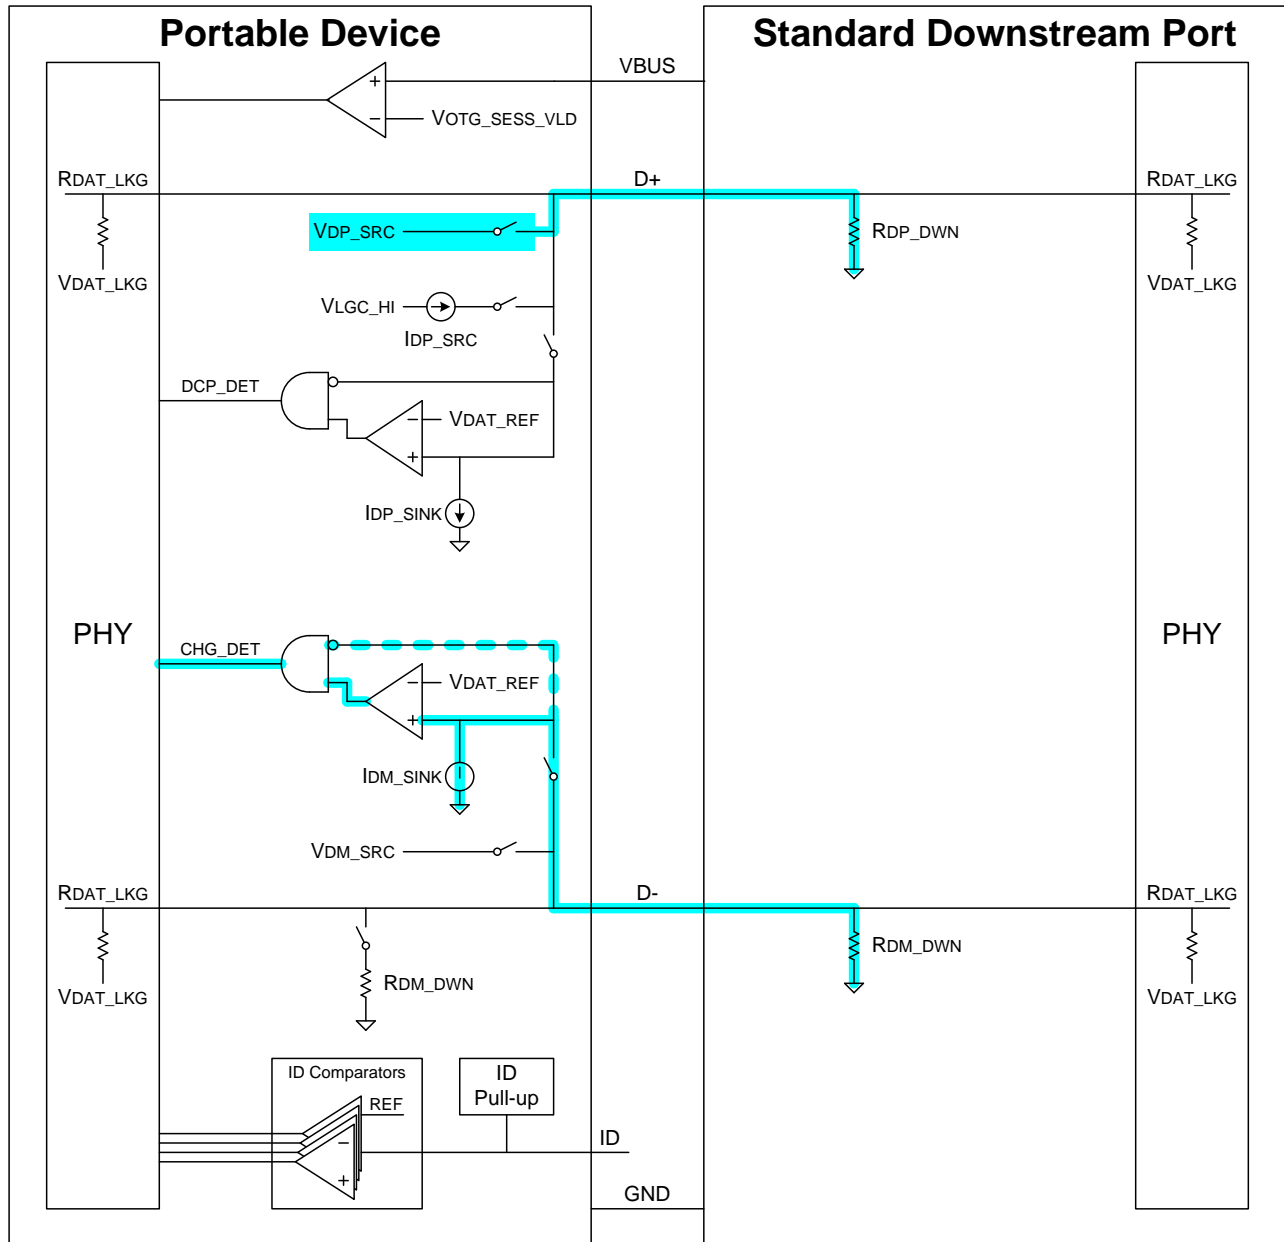 Portable Device
Standard Downstream Port
VBUS
+
−
VOTG_SESS_VLD
RDAT_LKG
D+
RDAT_LKG
VDP_SRC
RDP_DWN
VDAT_LKG
VDAT_LKG
VLGC_HI
IDP_SRC
DCP_DET
−
VDAT_REF
+
IDP_SINK
PHY
PHY
CHG_DET
−
VDAT_REF
+
IDM_SINK
VDM_SRC
RDAT_LKG
D-
RDAT_LKG
RDM_DWN
RDM_DWN
VDAT_LKG
VDAT_LKG
ID Comparators
ID
Pull-up
REF
−
ID
+
GND